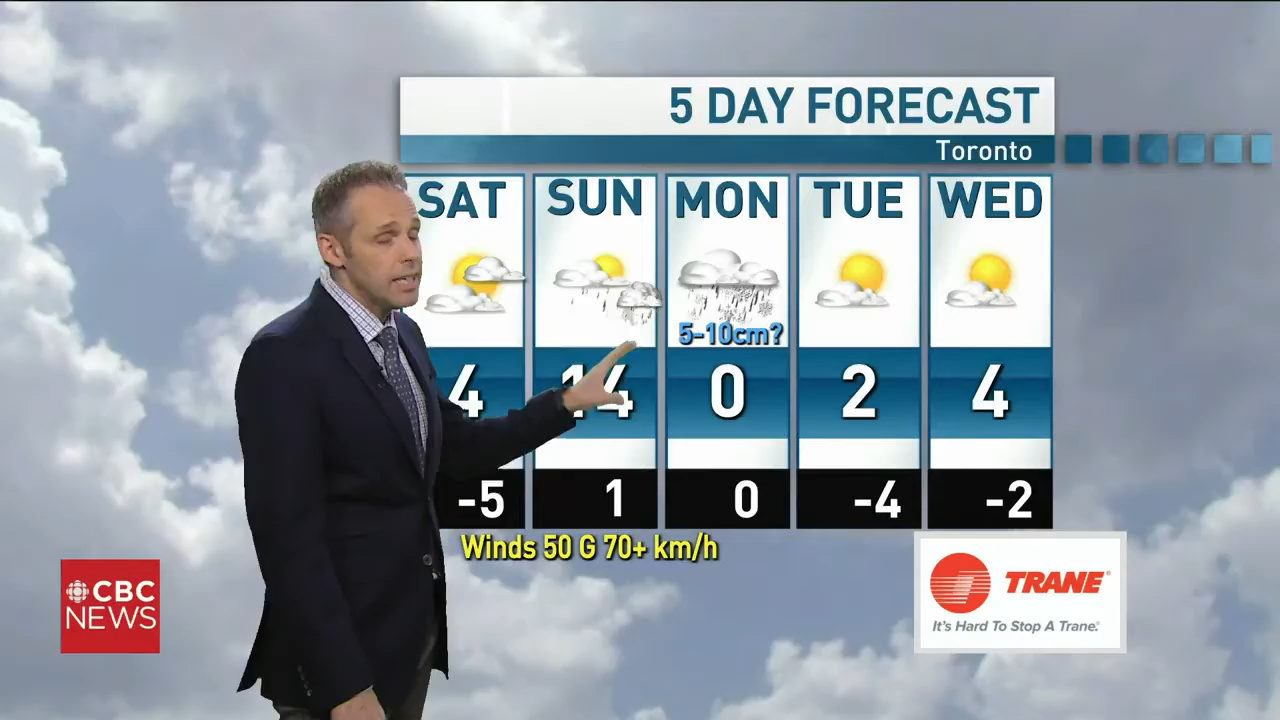 5 DAY FORECAST
Toronto
SAT SUN MON TUE WED
5-10cm?
4 14 0 2 4
-5 1 0 -4 -2
Winds 50 G 70+ km/h
CBC
NEWS
TRANE®
It's Hard To Stop A Trane.®